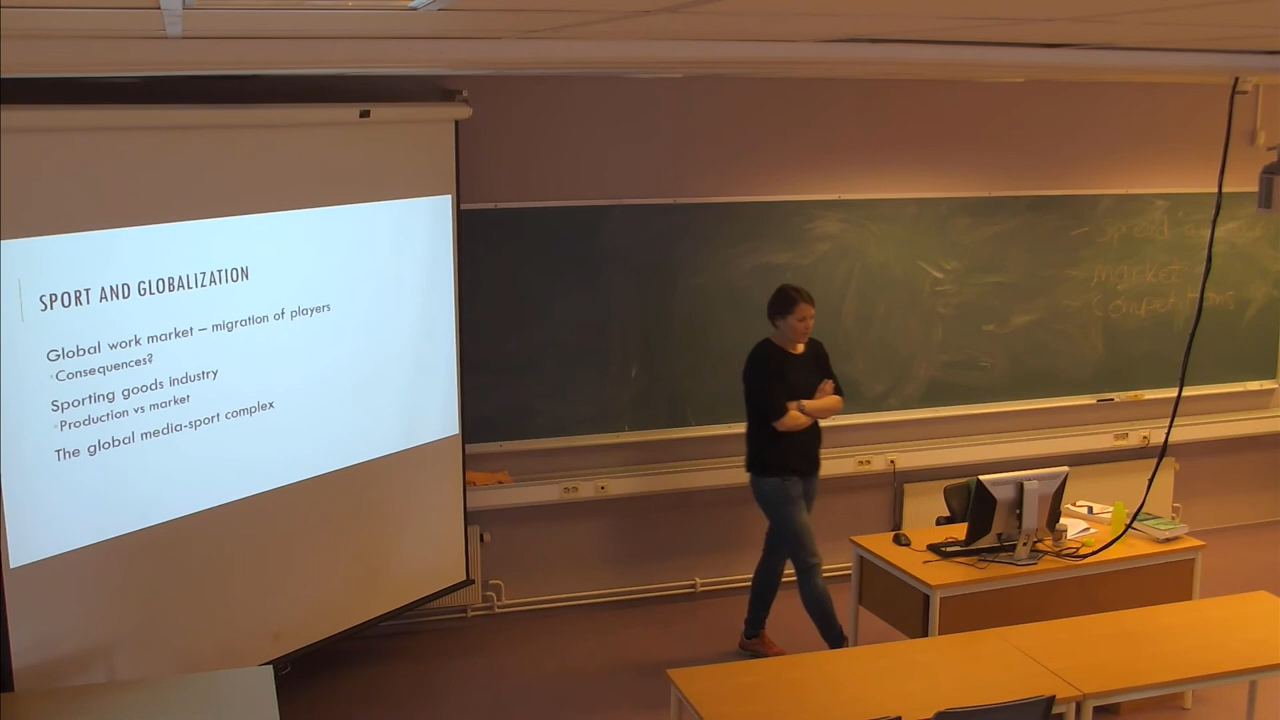 SPORT AND GLOBALIZATION
Global work market – migration of players
Consequences?
Sporting goods industry
Production vs market
The global media-sport complex
- Spread
- Market
- Competitions